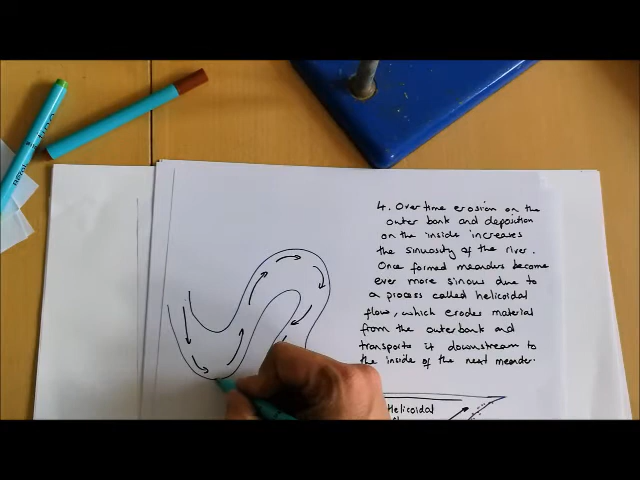 4. Over time erosion on the
outer bank and deposition
on the inside increases
the sinuosity of the river.
Once formed meanders become
ever more sinous due to
a process called helicoidal
flow, which erodes material
from the outerbank and
transports it downstream to
the inside of the next meander.
Helicoidal